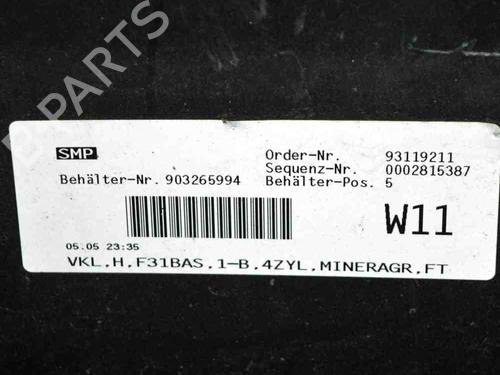 SMP
Order-Nr. 93119211
Sequenz-Nr. 0002815387
Behälter-Nr. 903265994 Behälter-Pos. 5
W11
05.05 23:35
VKL,H,F31BAS,1-B,4ZYL,MINERAGR,FT
B-PARTS